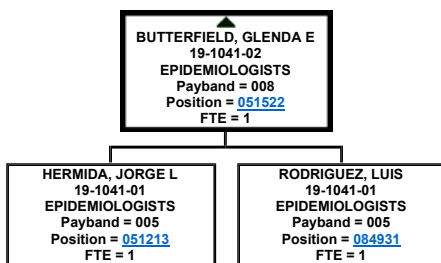 BUTTERFIELD, GLENDA E
19-1041-02
EPIDEMIOLOGISTS
Payband = 008
Position = 051522
FTE = 1
HERMIDA, JORGE L
19-1041-01
EPIDEMIOLOGISTS
Payband = 005
Position = 051213
FTE = 1
RODRIGUEZ, LUIS
19-1041-01
EPIDEMIOLOGISTS
Payband = 005
Position = 084931
FTE = 1